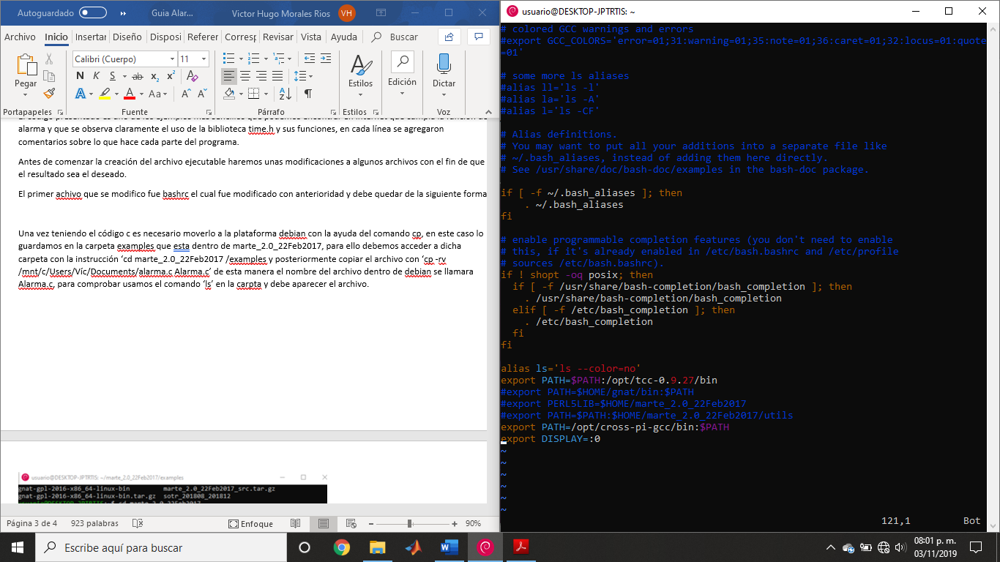 Autoguardado
Guia Alar...
Victor Hugo Morales Rios
VH
Archivo Inicio Insertar Diseño Disposi Referer Corresp Revisar Vista Ayuda Buscar
Pegar
Calibri (Cuerpo) 11
N K S ab x₂ x²
A A Aa A A
Estilos
Edición
Dictar
Portapapeles Fuente Párrafo Estilos Voz
alarma y que se observa claramente el uso de la biblioteca time.h y sus funciones, en cada línea se agregaron
comentarios sobre lo que hace cada parte del programa.
Antes de comenzar la creación del archivo ejecutable haremos unas modificaciones a algunos archivos con el fin de que
el resultado sea el deseado.
El primer achivo que se modifico fue bashrc el cual fue modificado con anterioridad y debe quedar de la siguiente forma
Una vez teniendo el código c es necesario moverlo a la plataforma debian con la ayuda del comando cp, en este caso lo
guardamos en la carpeta examples que esta dentro de marte_2.0_22Feb2017, para ello debemos acceder a dicha
carpeta con la instrucción ‘cd marte_2.0_22Feb2017 /examples y posteriormente copiar el archivo con ‘cp -rv
/mnt/c/Users/Víc/Documents/alarma.c Alarma.c’ de esta manera el nombre del archivo dentro de debian se llamara
Alarma.c, para comprobar usamos el comando ‘ls’ en la carpta y debe aparecer el archivo.
usuario@DESKTOP-JPTRTIS: ~/marte_2.0_22Feb2017/examples
gnat-gpl-2016-x86_64-linux-bin marte_2.0_22Feb2017_src.tar.gz
gnat-gpl-2016-x86_64-linux-bin.tar.gz sotr_201808_201812
Página 3 de 4 923 palabras Enfoque 90%
usuario@DESKTOP-JPTRTIS: ~
# colored GCC warnings and errors
#export GCC_COLORS='error=01;31:warning=01;35:note=01;36:caret=01;32:locus=01:quote
=01'
# some more ls aliases
#alias ll='ls -l'
#alias la='ls -A'
#alias l='ls -CF'
# Alias definitions.
# You may want to put all your additions into a separate file like
# ~/.bash_aliases, instead of adding them here directly.
# See /usr/share/doc/bash-doc/examples in the bash-doc package.
if [ -f ~/.bash_aliases ]; then
. ~/.bash_aliases
fi
# enable programmable completion features (you don't need to enable
# this, if it's already enabled in /etc/bash.bashrc and /etc/profile
# sources /etc/bash.bashrc).
if ! shopt -oq posix; then
if [ -f /usr/share/bash-completion/bash_completion ]; then
. /usr/share/bash-completion/bash_completion
elif [ -f /etc/bash_completion ]; then
. /etc/bash_completion
fi
fi
alias ls='ls --color=no'
export PATH=$PATH:/opt/tcc-0.9.27/bin
#export PATH=$HOME/gnat/bin:$PATH
#export PERL5LIB=$HOME/marte_2.0_22Feb2017
#export PATH=$PATH:$HOME/marte_2.0_22Feb2017/utils
export PATH=/opt/cross-pi-gcc/bin:$PATH
export DISPLAY=:0
~
~
~
~
~
~
121,1 Bot
Escribe aquí para buscar
08:01 p. m.
03/11/2019